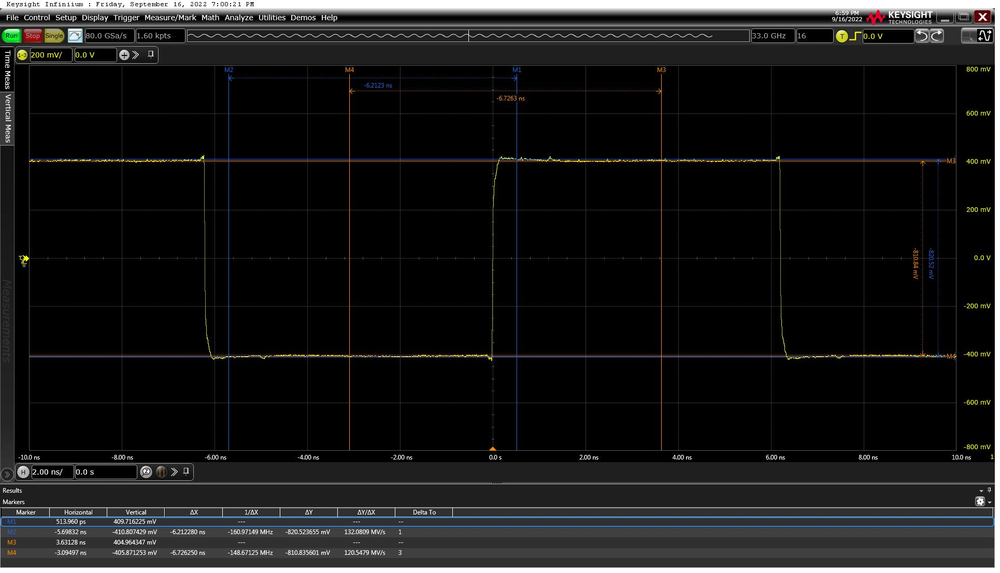 Keysight Infiniium : Friday, September 16, 2022 7:00:21 PM
File Control Setup Display Trigger Measure/Mark Math Analyze Utilities Demos Help
6:59 PM
9/16/2022
KEYSIGHT
TECHNOLOGIES
Run Stop Single 80.0 GSa/s 1.60 kpts 33.0 GHz 16 T 0.0 V
1-3 200 mV/ 0.0 V
Time Meas
Vertical Meas
Measurements
M2 M4 M1 M3
-6.2123 ns
-6.7263 ns
800 mV
600 mV
M3
400 mV
200 mV
T
0.0 V
-810.84 mV
-820.52 mV
-200 mV
M4
-400 mV
-600 mV
-800 mV
-10.0 ns -8.00 ns -6.00 ns -4.00 ns -2.00 ns 0.0 s 2.00 ns 4.00 ns 6.00 ns 8.00 ns 10.0 ns 1
H 2.00 ns/ 0.0 s Z
Results
Markers
Marker Horizontal Vertical ΔX 1/ΔX ΔY ΔY/ΔX Delta To
M1 513.960 ps 409.716225 mV --- --- --
M2 -5.69832 ns -410.807429 mV -6.212280 ns -160.97149 MHz -820.523655 mV 132.0809 MV/s 1
M3 3.63128 ns 404.964347 mV --- --- --
M4 -3.09497 ns -405.871253 mV -6.726250 ns -148.67125 MHz -810.835601 mV 120.5479 MV/s 3